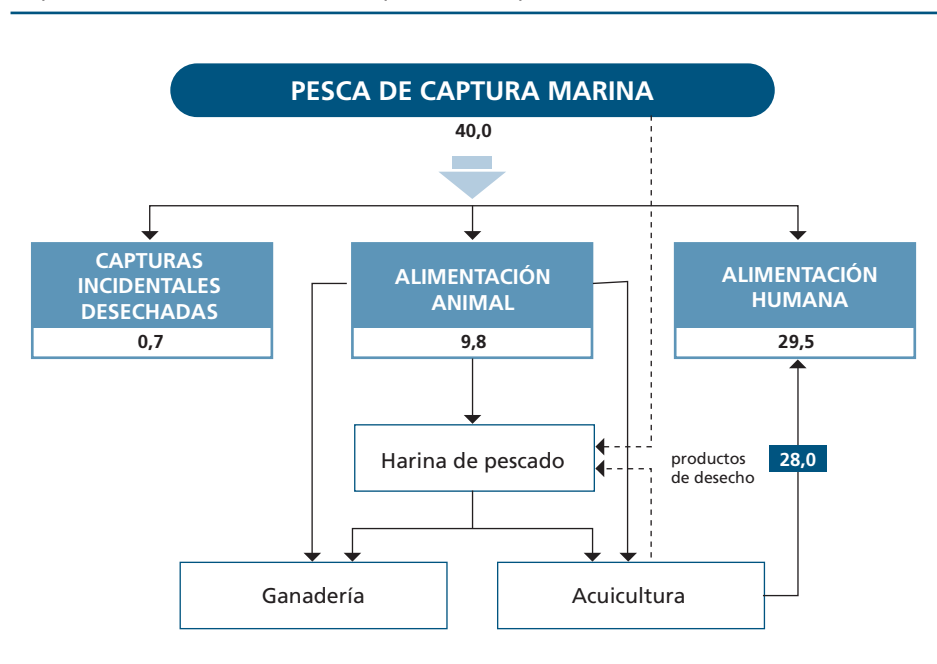 PESCA DE CAPTURA MARINA
40,0
CAPTURAS
INCIDENTALES
DESECHADAS
0,7
ALIMENTACIÓN
ANIMAL
9,8
ALIMENTACIÓN
HUMANA
29,5
Harina de pescado
productos
de desecho
28,0
Ganadería
Acuicultura